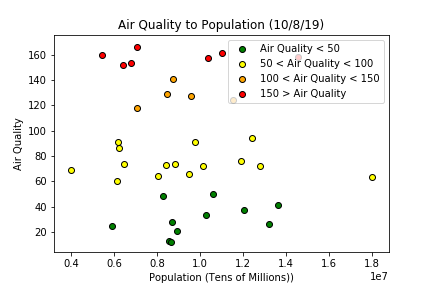 Air Quality to Population (10/8/19)
Air Quality < 50
50 < Air Quality < 100
100 < Air Quality < 150
150 > Air Quality
160
140
120
100
80
60
40
20
Air Quality
0.4 0.6 0.8 1.0 1.2 1.4 1.6 1.8
1e7
Population (Tens of Millions))